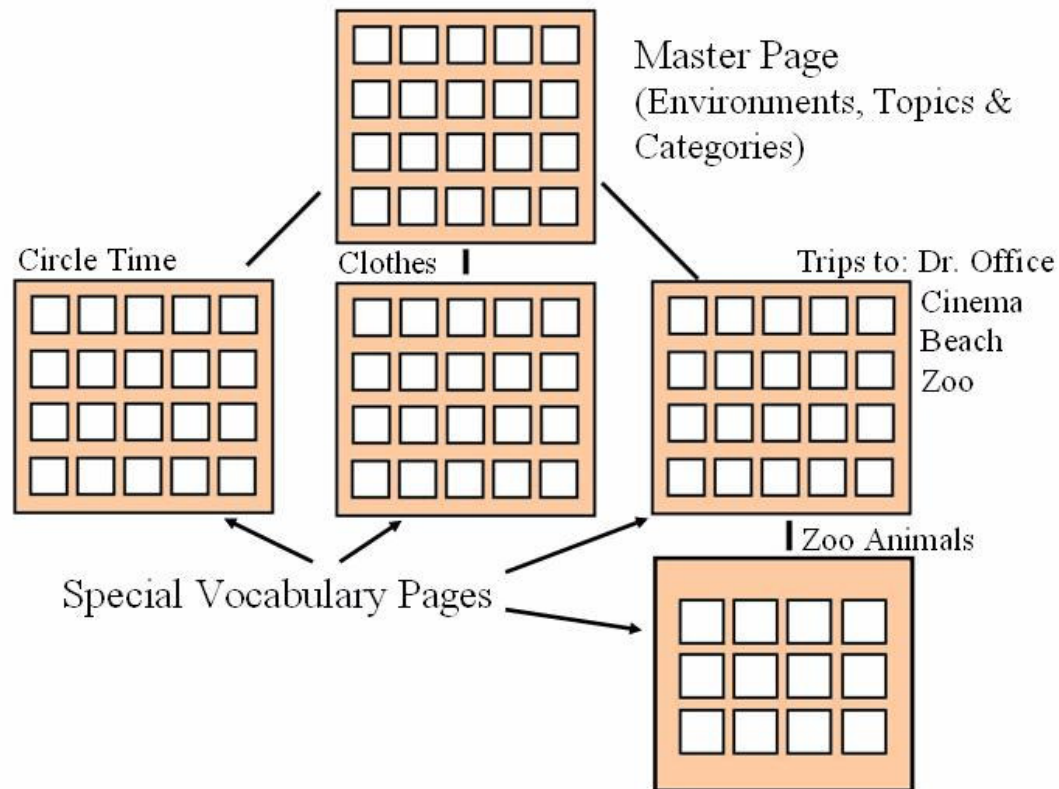 Master Page
(Environments, Topics &
Categories)
Circle Time
Clothes
Trips to: Dr. Office
Cinema
Beach
Zoo
Zoo Animals
Special Vocabulary Pages